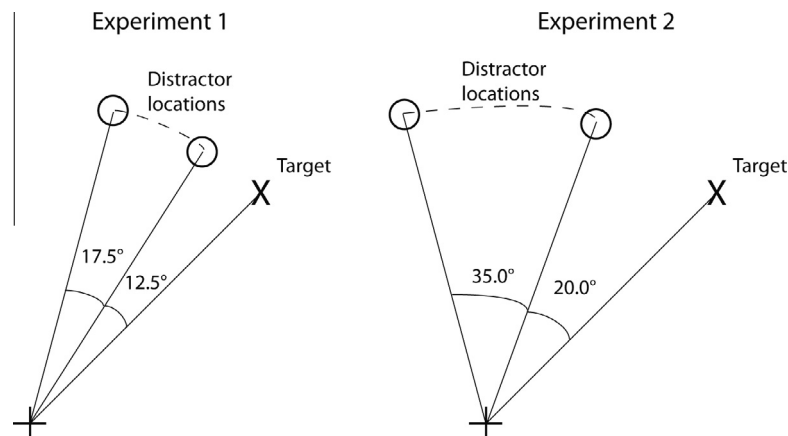 Experiment 1
Distractor
locations
Target
X
17.5°
12.5°
Experiment 2
Distractor
locations
Target
X
35.0°
20.0°